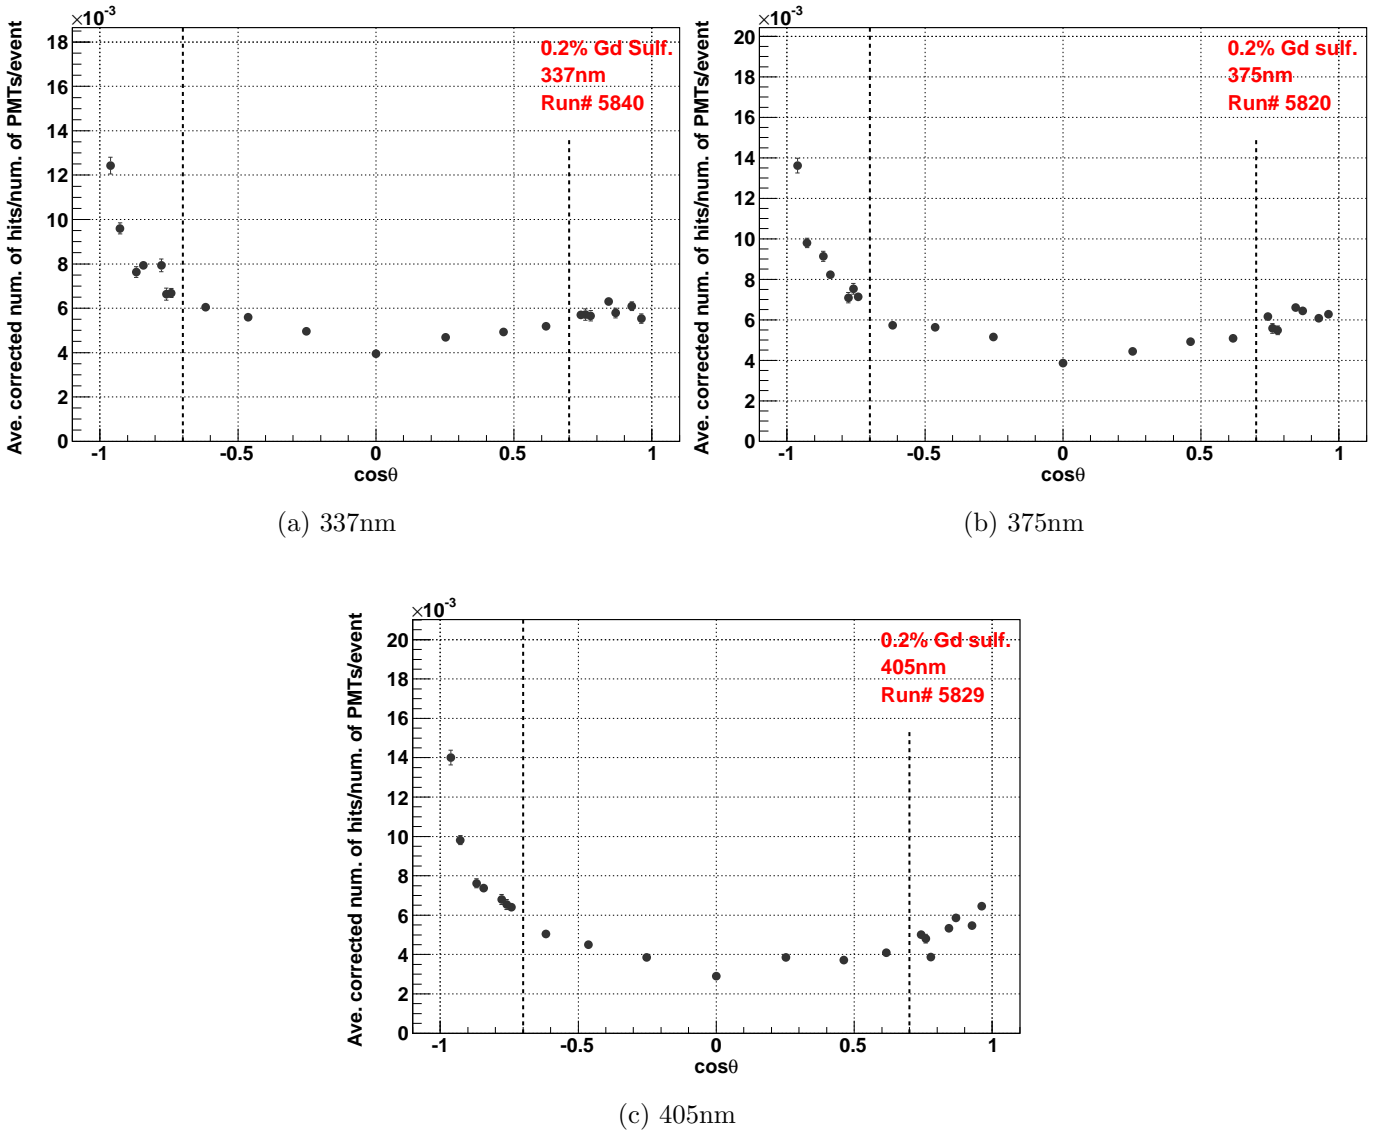 ×10-3
Ave. corrected num. of hits/num. of PMTs/event
18
16
14
12
10
8
6
4
2
0
-1
-0.5
0
0.5
1
cosθ
0.2% Gd Sulf.
337nm
Run# 5840
(a) 337nm
×10-3
Ave. corrected num. of hits/num. of PMTs/event
20
18
16
14
12
10
8
6
4
2
0
-1
-0.5
0
0.5
1
cosθ
0.2% Gd sulf.
375nm
Run# 5820
(b) 375nm
×10-3
Ave. corrected num. of hits/num. of PMTs/event
20
18
16
14
12
10
8
6
4
2
0
-1
-0.5
0
0.5
1
cosθ
0.2% Gd sulf.
405nm
Run# 5829
(c) 405nm